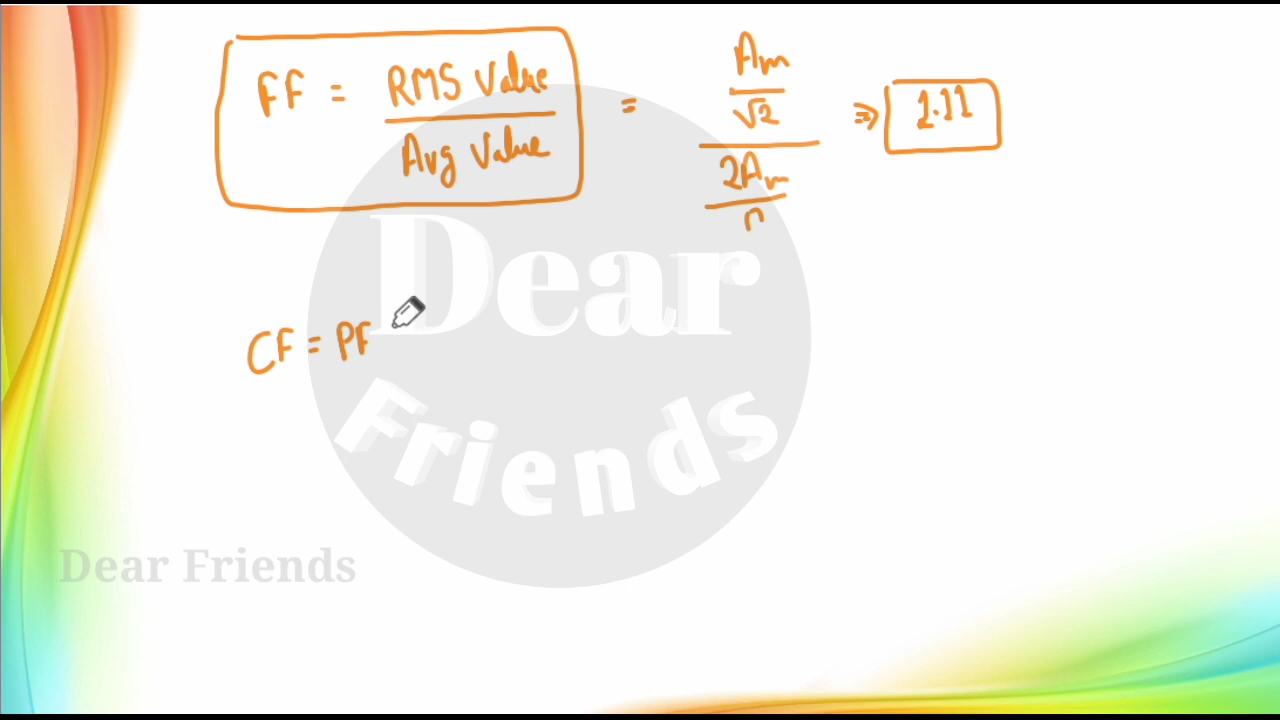 FF = RMS Value / Avg Value = Am/√2 / 2Am/π ⇒ 1.11
CF = PF
Dear
Friends
Dear Friends